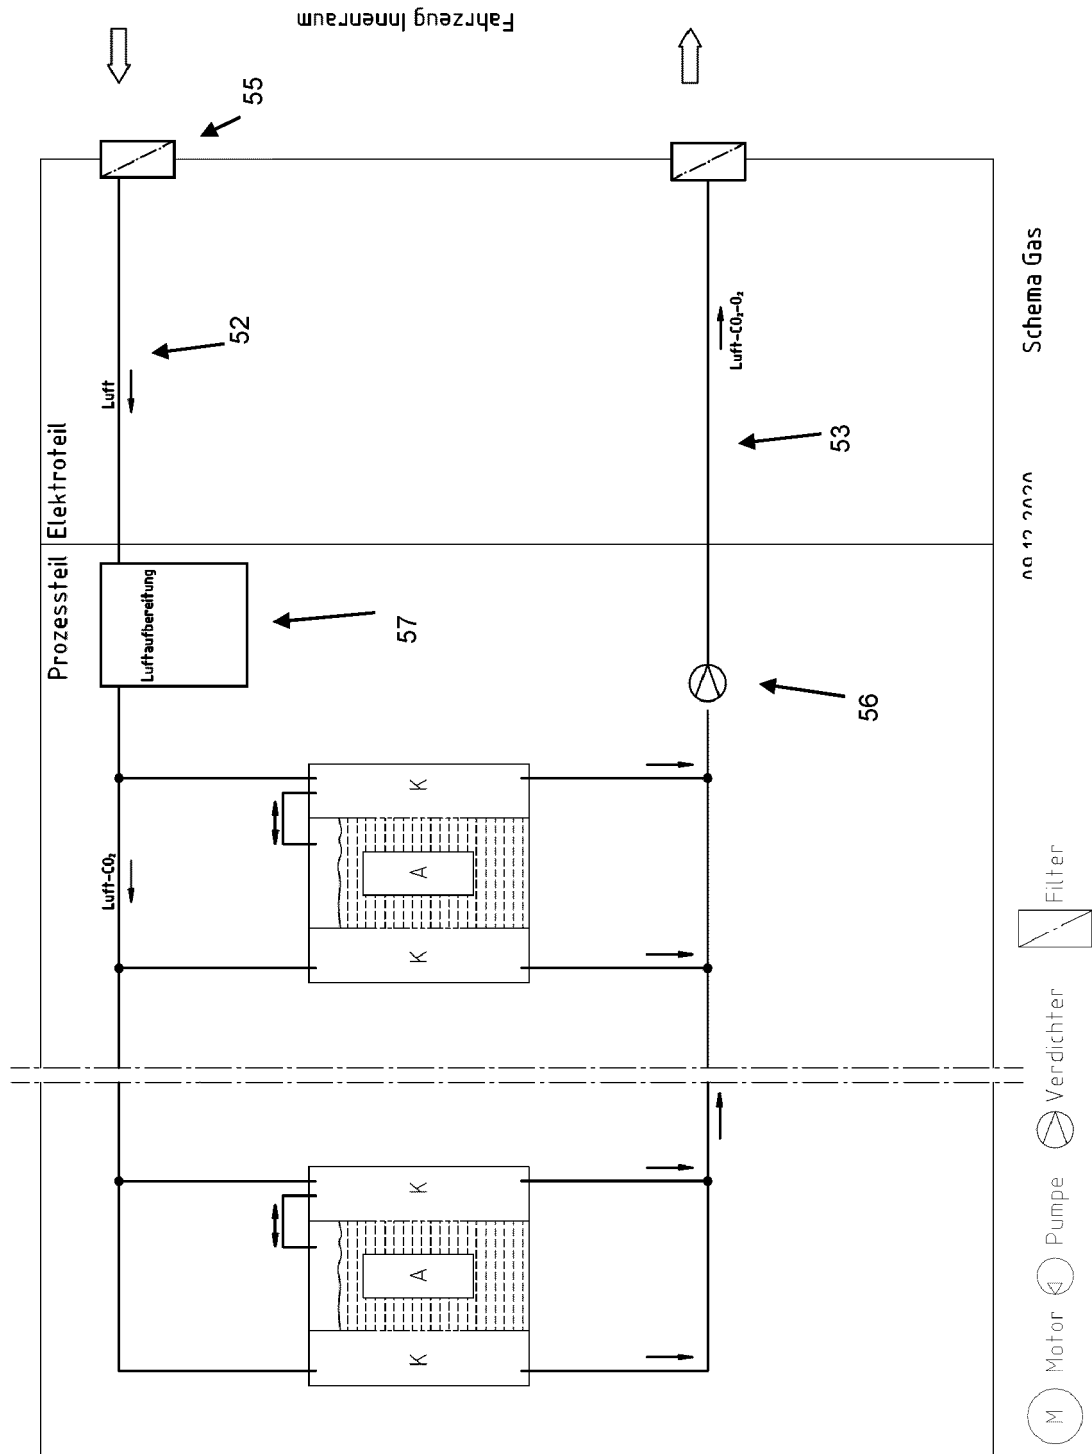 Fahrzeug Innenraum
55
Elektroteil
Luft
52
Luft-CO₂-O₂
53
Prozessteil
Luftaufbereitung
57
56
Luft-CO₂
K
A
K
K
A
K
Schema Gas
M Motor
Pumpe
Verdichter
Filter